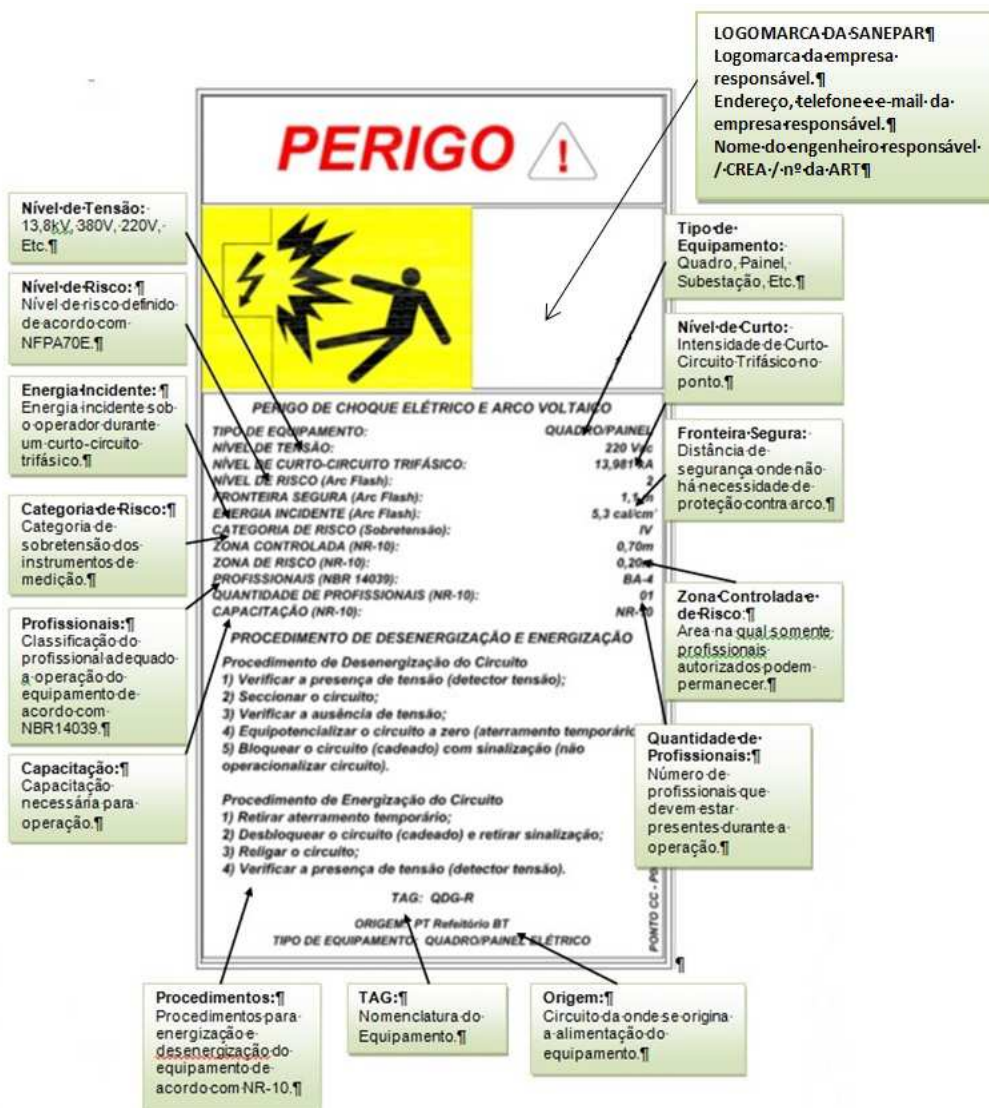 LOGOMARCA DA SANEPAR¶
Logomarca da empresa
responsável.¶
Endereço, telefone e e-mail da
empresa responsável.¶
Nome do engenheiro responsável
/ CREA / nº da ART¶
PERIGO
!
Nível de Tensão:
13,8kV, 380V, 220V,
Etc.¶
Nível de Risco: ¶
Nível de risco definido
de acordo com
NFPA70E.¶
Energia Incidente: ¶
Energia incidente sob
o operador durante
um curto-circuito
trifásico.¶
Categoria de Risco:¶
Categoria de
sobretensão dos
instrumentos de
medição.¶
Profissionais:¶
Classificação do
profissional adequado
a operação do
equipamento de
acordo com
NBR14039.¶
Capacitação:¶
Capacitação
necessária para
operação.¶
Tipo de
Equipamento:
Quadro, Painel,
Subestação, Etc.¶
Nível de Curto:
Intensidade de Curto-
Circuito Trifásico no
ponto.¶
Fronteira Segura:
Distância de
segurança onde não
há necessidade de
proteção contra arco.¶
Zona Controlada e
de Risco:¶
Area na qual somente
profissionais
autorizados podem
permanecer.¶
Quantidade de
Profissionais:¶
Número de
profissionais que
devem estar
presentes durante a
operação.¶
PERIGO DE CHOQUE ELÉTRICO E ARCO VOLTAICO
TIPO DE EQUIPAMENTO: QUADRO/PAINEL
NÍVEL DE TENSÃO: 220
NÍVEL DE CURTO-CIRCUITO TRIFÁSICO: 13,981 kA
NÍVEL DE RISCO (Arc Flash): 2
FRONTEIRA SEGURA (Arc Flash): 1,1 m
ENERGIA INCIDENTE (Arc Flash): 5,3 cal/cm²
CATEGORIA DE RISCO (Sobretensão): IV
ZONA CONTROLADA (NR-10): 0,70m
ZONA DE RISCO (NR-10): 0,20m
PROFISSIONAIS (NBR 14039): BA-4
QUANTIDADE DE PROFISSIONAIS (NR-10): 01
CAPACITAÇÃO (NR-10): NR-10
PROCEDIMENTO DE DESENERGIZAÇÃO E ENERGIZAÇÃO
Procedimento de Desenergização do Circuito
1) Verificar a presença de tensão (detector tensão);
2) Seccionar o circuito;
3) Verificar a ausência de tensão;
4) Equipotencializar o circuito a zero (aterramento temporário
5) Bloquear o circuito (cadeado) com sinalização (não
operacionalizar circuito).
Procedimento de Energização do Circuito
1) Retirar aterramento temporário;
2) Desbloquear o circuito (cadeado) e retirar sinalização;
3) Religar o circuito;
4) Verificar a presença de tensão (detector tensão).
TAG: QDG-R
ORIGEM: PT Refeitório BT
TIPO DE EQUIPAMENTO: QUADRO/PAINEL ELÉTRICO
PONTO CC -
¶
Procedimentos:¶
Procedimentos para
energização e
desenergização do
equipamento de
acordo com NR-10.¶
TAG:¶
Nomenclatura do
Equipamento.¶
Origem:¶
Circuito da onde se origina
a alimentação do
equipamento.¶